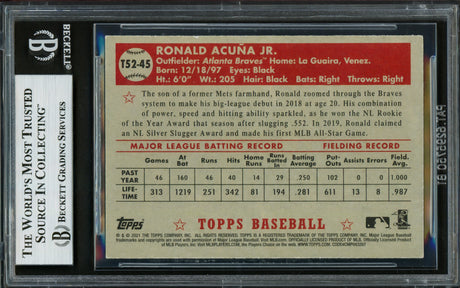 BECKETT
THE WORLD'S MOST TRUSTED
SOURCE IN COLLECTING™
BECKETT GRADING SERVICES
T52-45
RONALD ACUÑA JR.
Outfielder: Atlanta Braves™ Home: La Guaira, Venez.
Born: 12/18/97 Eyes: Black
Ht.: 6'0" Wt.: 205 Hair: Black Bats: Right Throws: Right
The son of a former Mets farmhand, Ronald zoomed through the Braves
system to make his big-league debut in 2018 at age 20. His combination
of power, speed and hitting ability sparkled, as he won the NL Rookie
of the Year Award that season after slugging .552. In 2019, Ronald claimed
an NL Silver Slugger Award and made his first MLB All-Star Game.
MAJOR LEAGUE BATTING RECORD FIELDING RECORD
Games At Bat Runs Hits Home Runs Runs Batted In Batting Average Put-outs Assists Errors Field. Avg.
PAST YEAR 46 160 46 40 14 29 .250 102 0 0 1.000
LIFE-TIME 313 1219 251 342 81 194 .281 611 13 8 .987
Topps
TOPPS BASEBALL